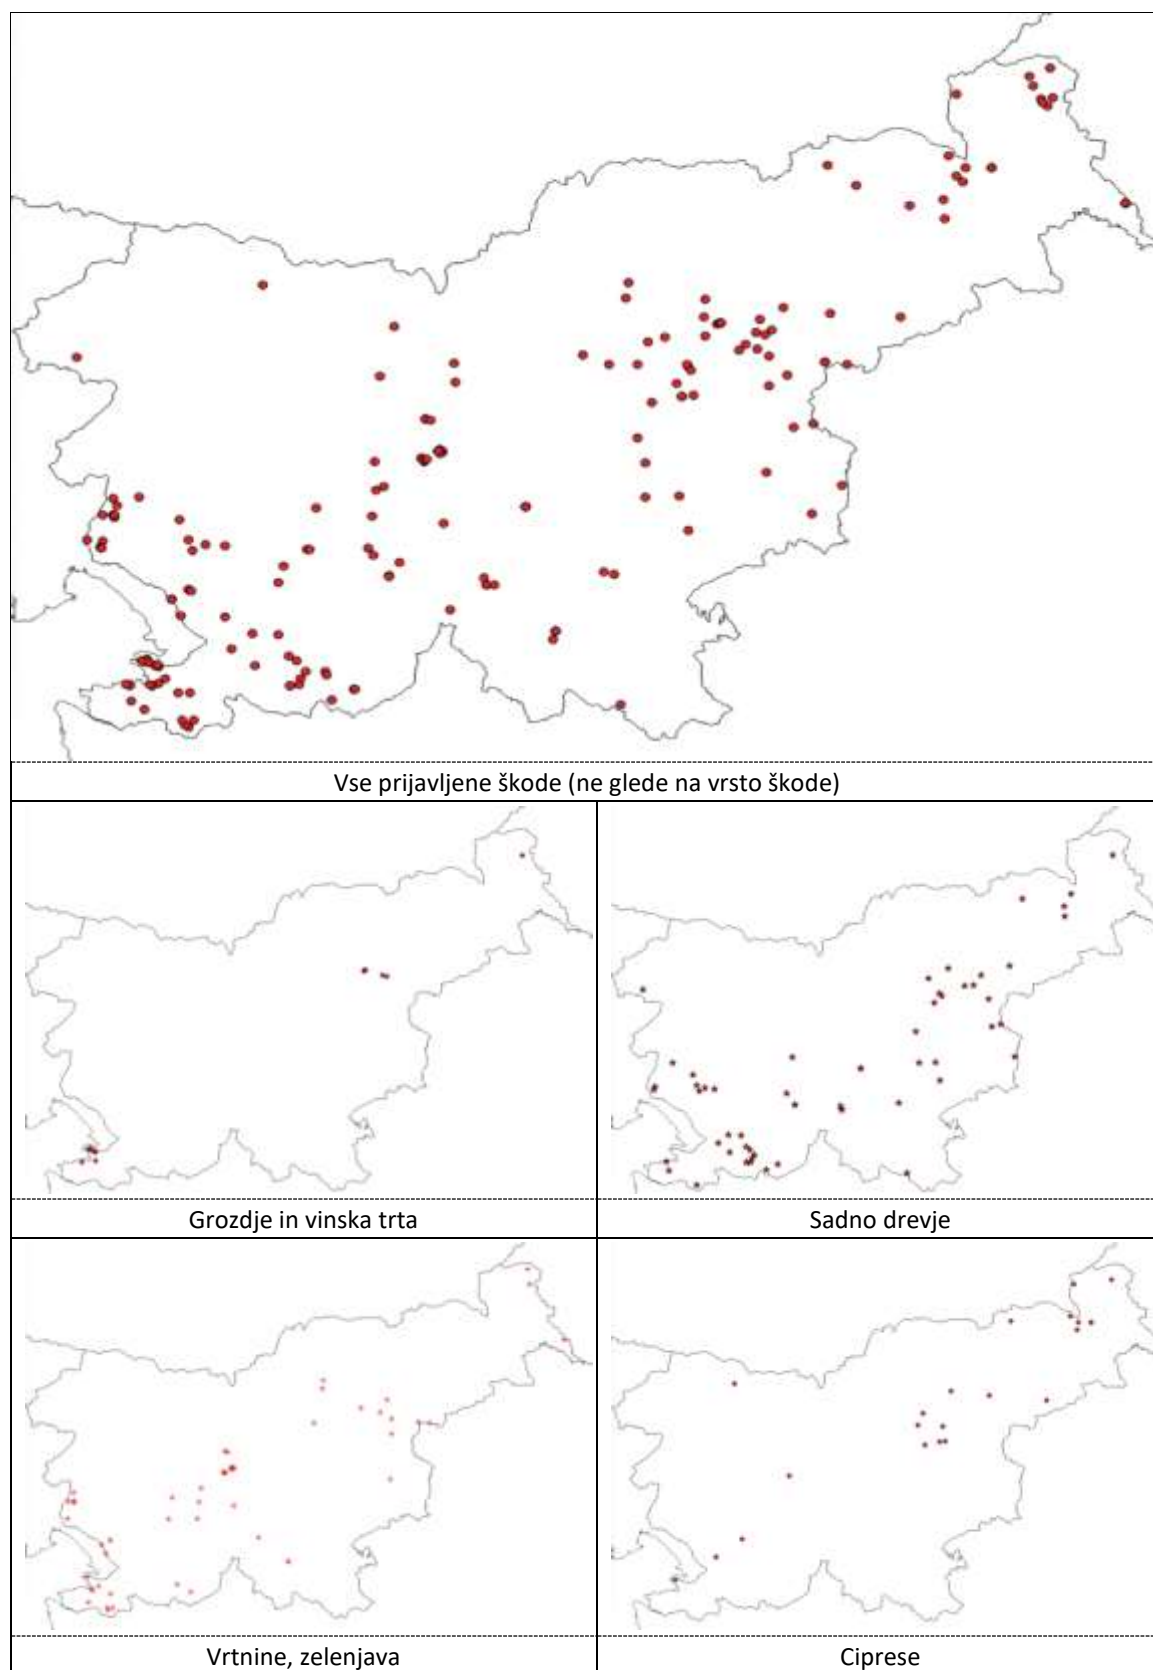 Vse prijavljene škode (ne glede na vrsto škode)
Grozdje in vinska trta
Sadno drevje
Vrtnine, zelenjava
Ciprese